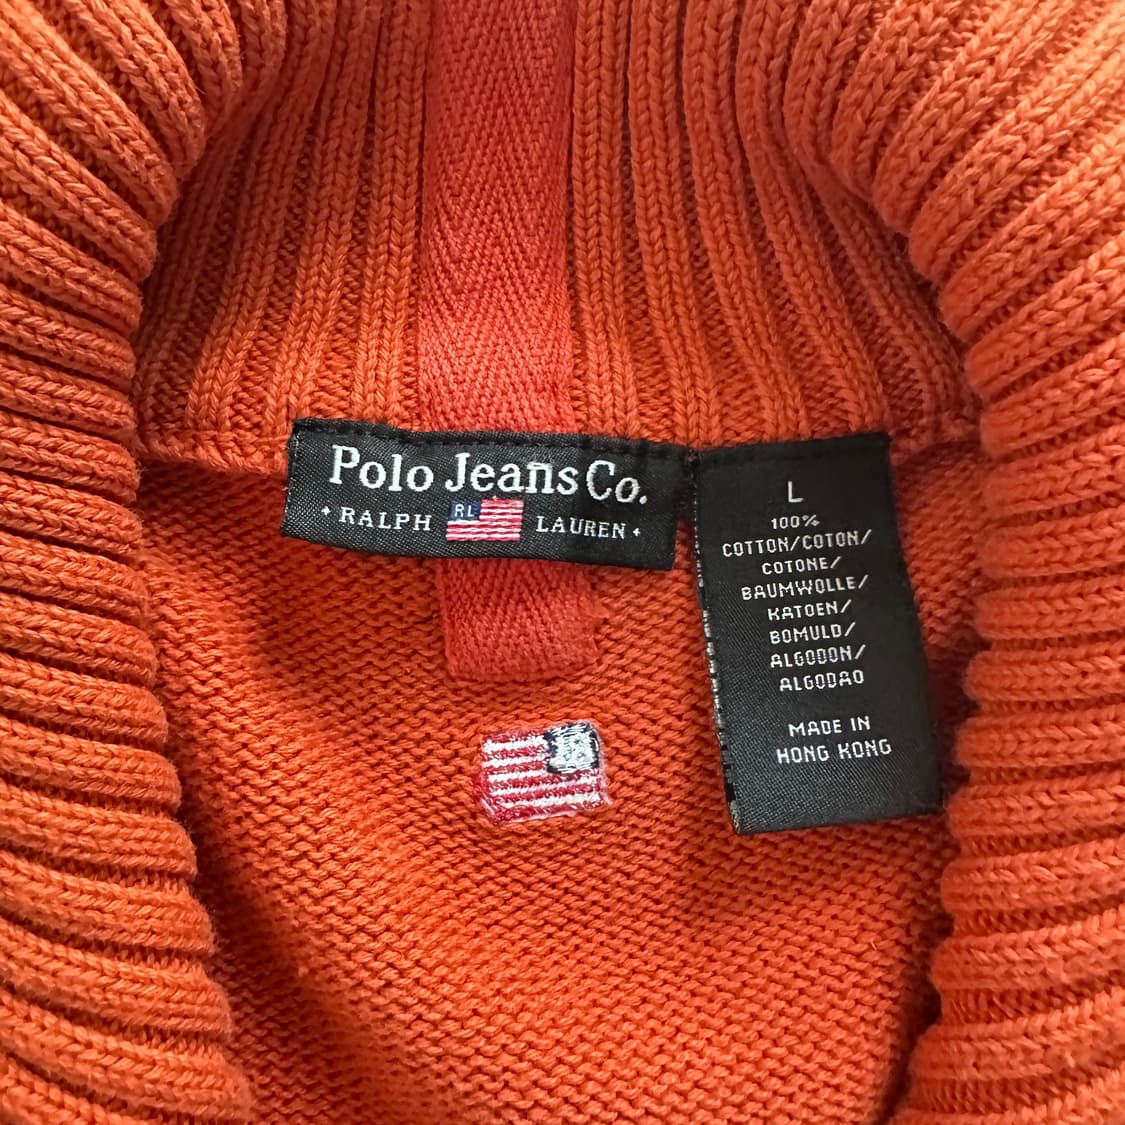 Polo Jeans Co.
RALPH RL LAUREN
L
100%
COTTON/COTON/
COTONE/
BAUMWOLLE/
KATOEN/
BOMULD/
ALGODON/
ALGODAO
MADE IN
HONG KONG